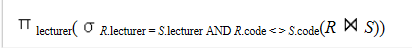 Π lecturer( σ R.lecturer = S.lecturer AND R.code <> S.code(R ⋈ S))